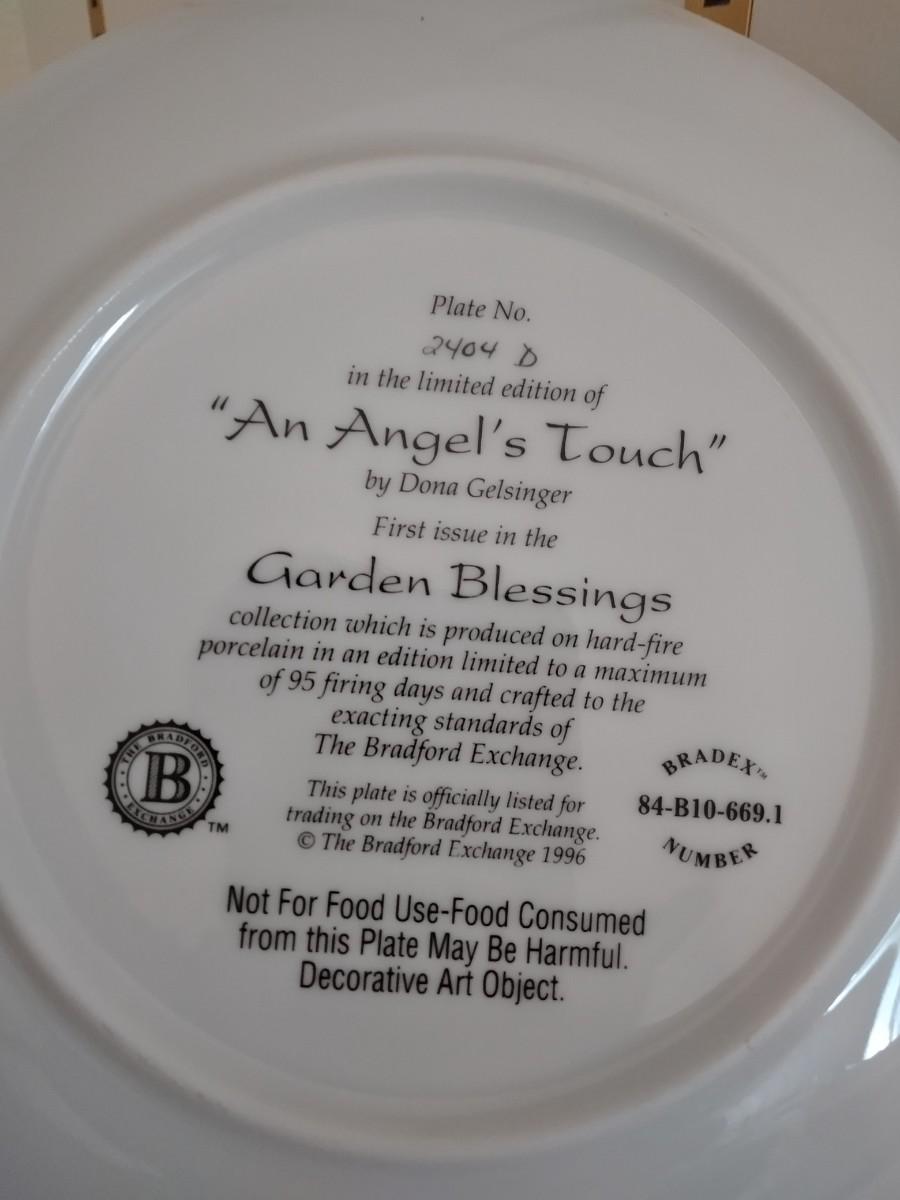 Plate No.
2404 D
in the limited edition of
"An Angel's Touch"
by Dona Gelsinger
First issue in the
Garden Blessings
collection which is produced on hard-fire
porcelain in an edition limited to a maximum
of 95 firing days and crafted to the
exacting standards of
The Bradford Exchange.
This plate is officially listed for
trading on the Bradford Exchange.
© The Bradford Exchange 1996
THE BRADFORD
B
EXCHANGE
TM
BRADEX™
84-B10-669.1
NUMBER
Not For Food Use-Food Consumed
from this Plate May Be Harmful.
Decorative Art Object.